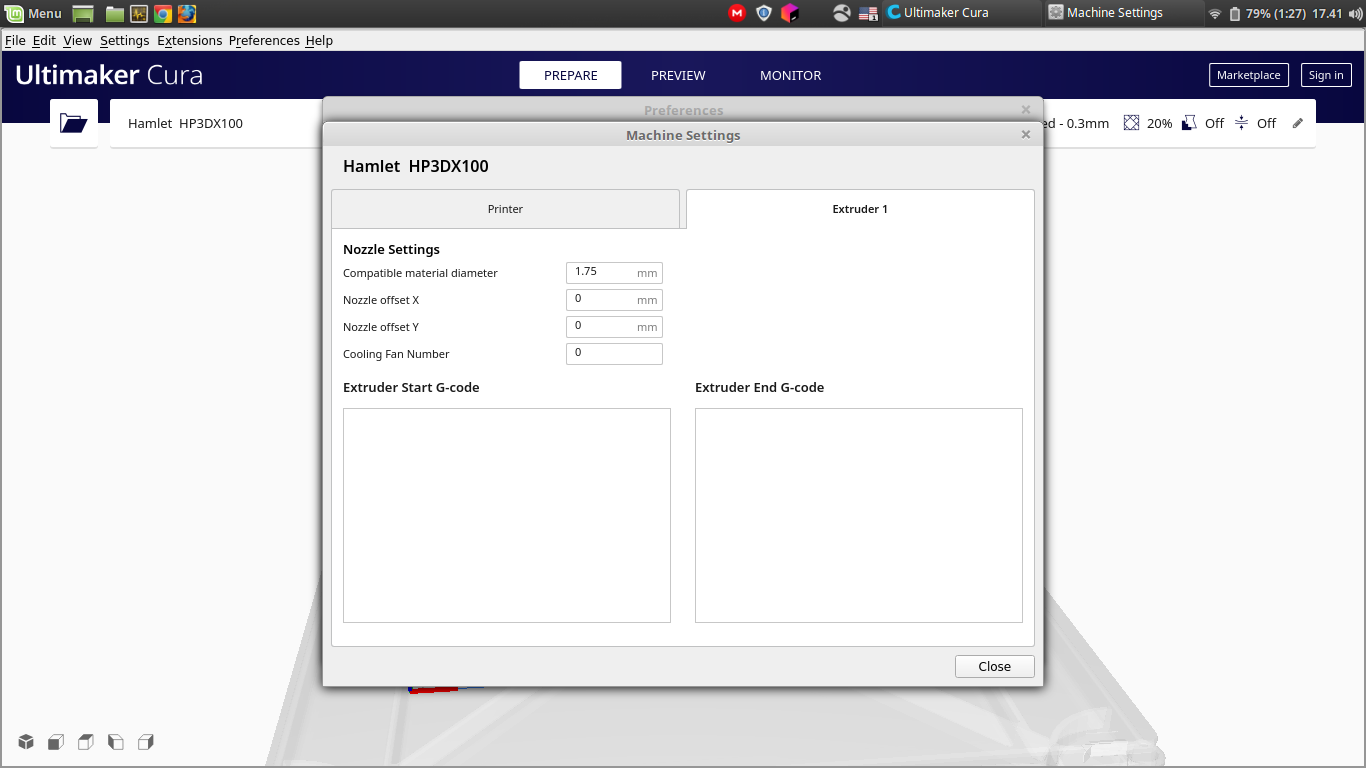 Menu
Ultimaker Cura
Machine Settings
79% (1:27) 17.41
File Edit View Settings Extensions Preferences Help
Ultimaker Cura
PREPARE
PREVIEW
MONITOR
Marketplace
Sign in
Preferences
Hamlet HP3DX100
ed - 0.3mm
20%
Off
Off
Machine Settings
Hamlet HP3DX100
Printer
Extruder 1
Nozzle Settings
Compatible material diameter 1.75 mm
Nozzle offset X 0 mm
Nozzle offset Y 0 mm
Cooling Fan Number 0
Extruder Start G-code
Extruder End G-code
Close